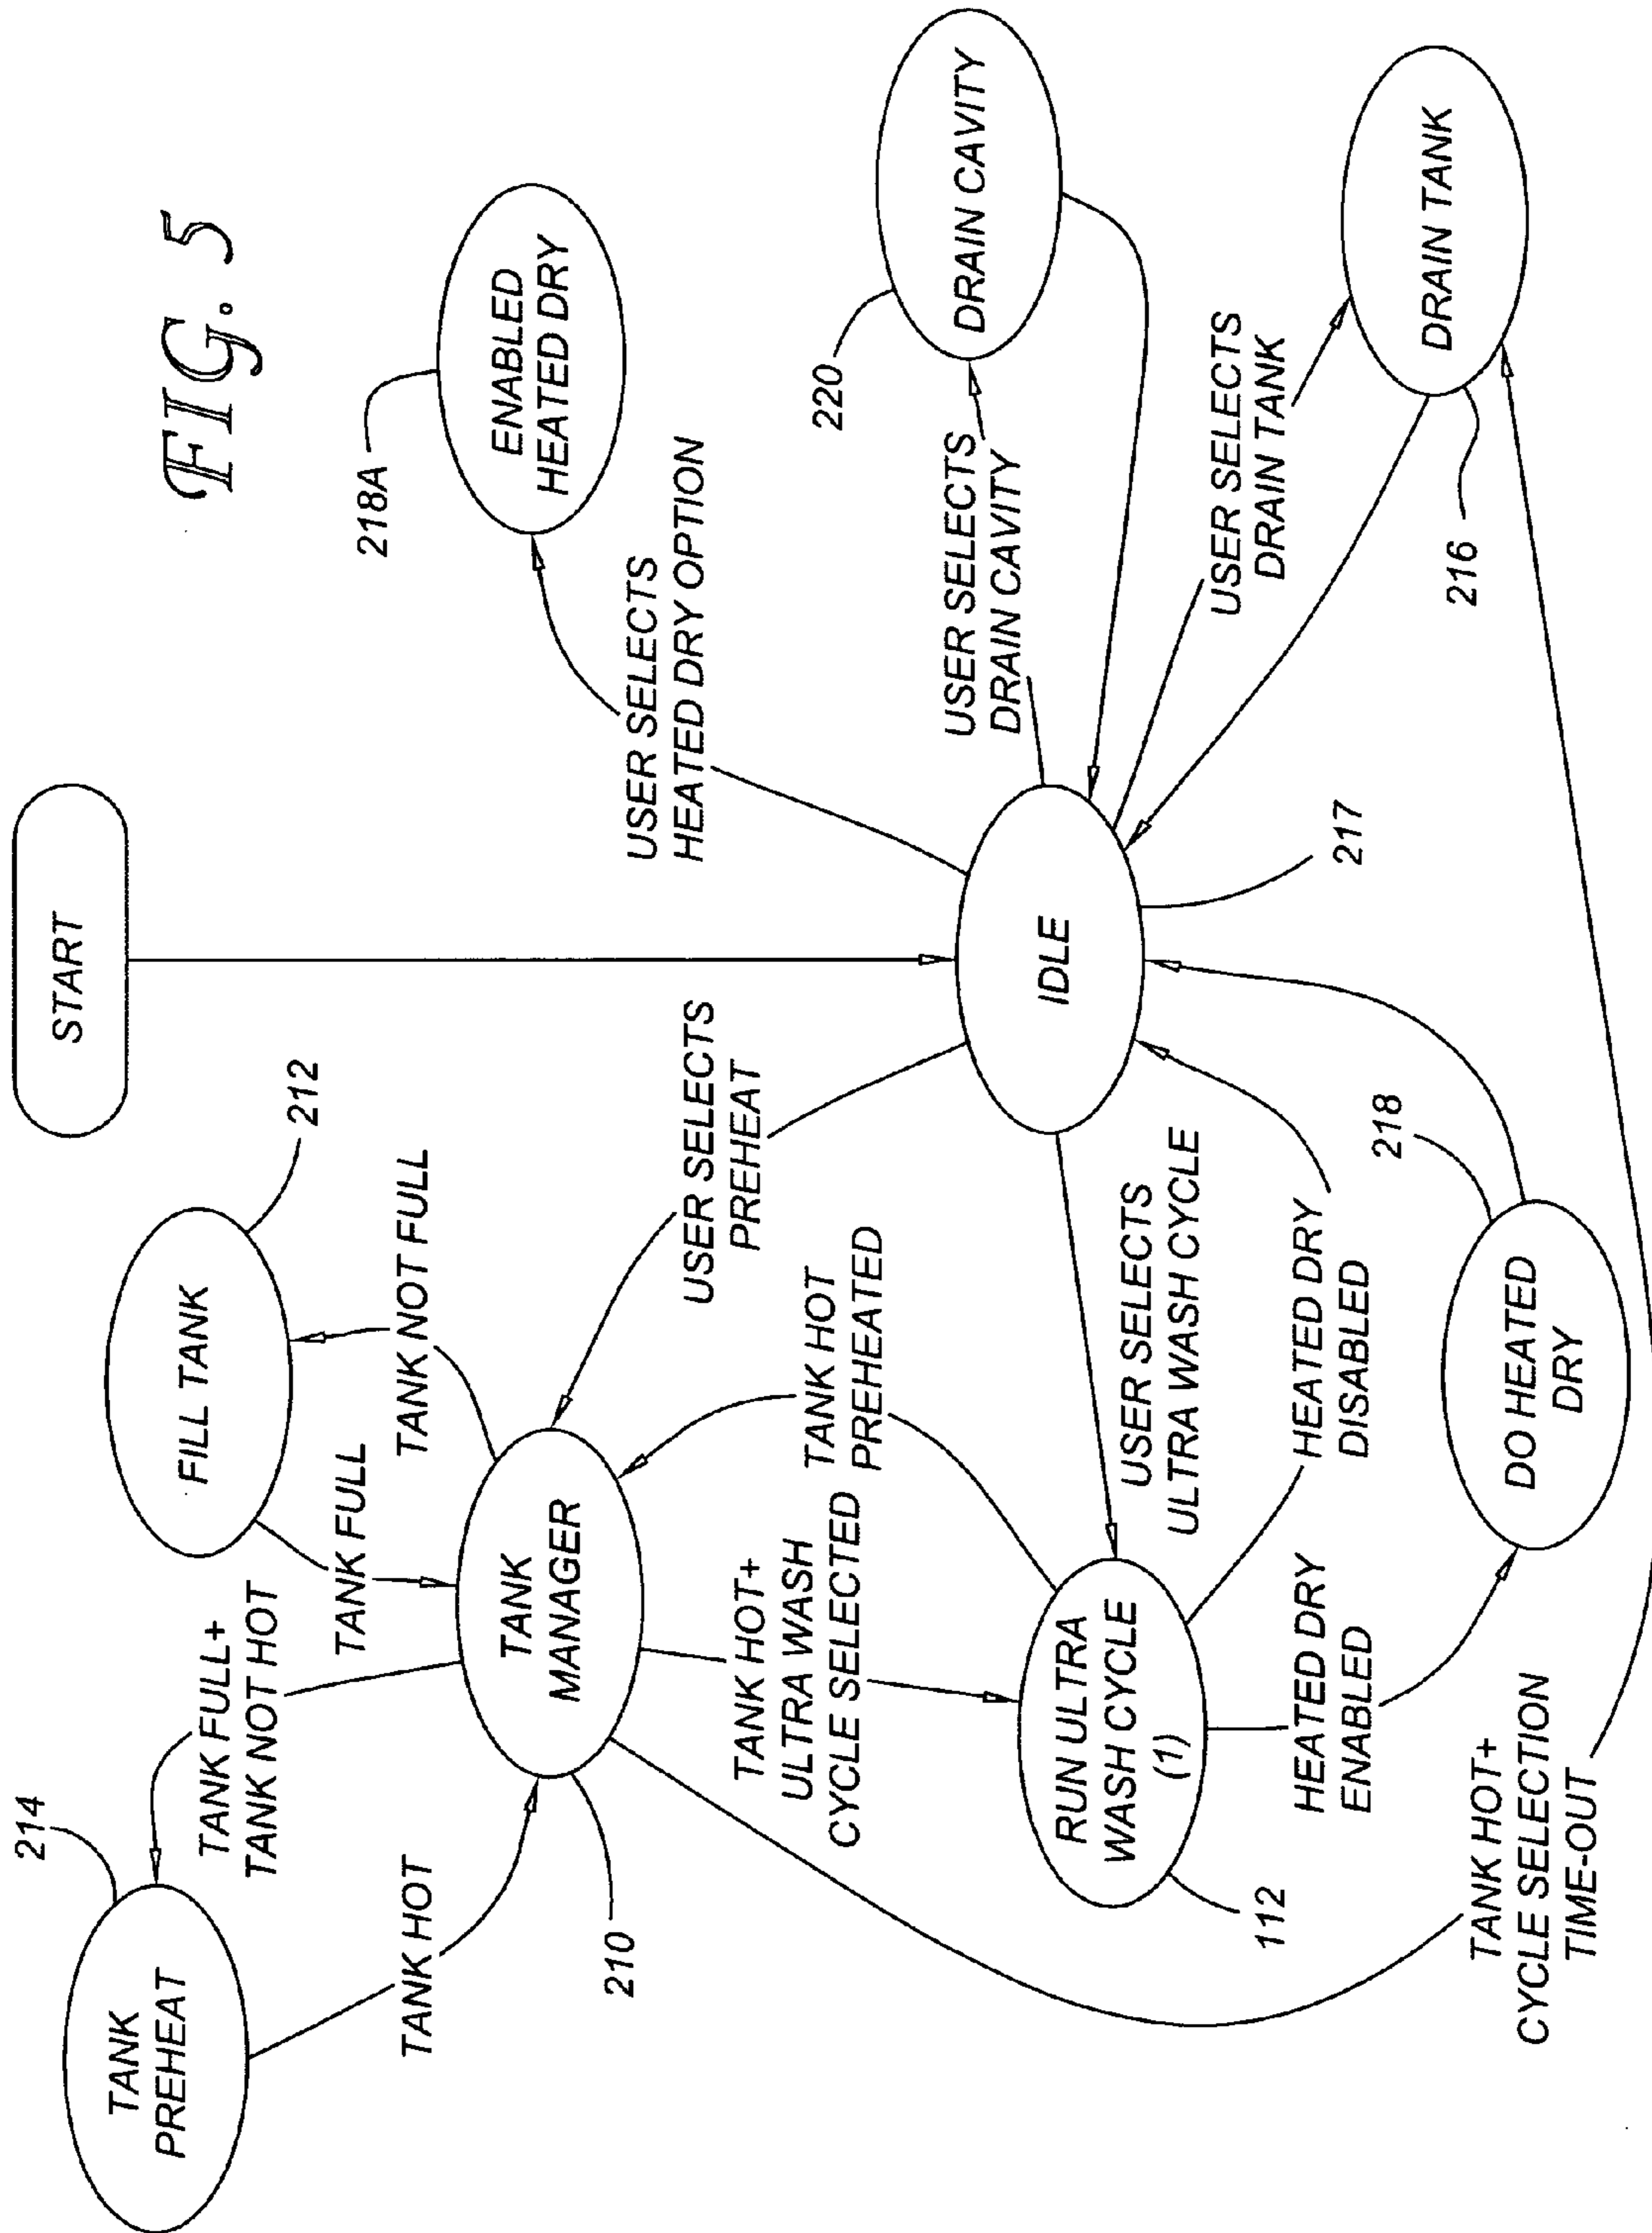 FIG. 5
START
214
TANK
PREHEAT
TANK FULL+
TANK NOT HOT
TANK HOT
FILL TANK
212
TANK FULL
TANK NOT FULL
TANK
MANAGER
210
USER SELECTS
PREHEAT
USER SELECTS
HEATED DRY OPTION
218A
ENABLED
HEATED DRY
TANK HOT+
ULTRA WASH
CYCLE SELECTED
TANK HOT
PREHEATED
IDLE
217
USER SELECTS
DRAIN CAVITY
220
DRAIN CAVITY
RUN ULTRA
WASH CYCLE
(1)
112
USER SELECTS
ULTRA WASH CYCLE
HEATED DRY
DISABLED
HEATED DRY
ENABLED
218
DO HEATED
DRY
USER SELECTS
DRAIN TANK
216
DRAIN TANK
TANK HOT+
CYCLE SELECTION
TIME-OUT